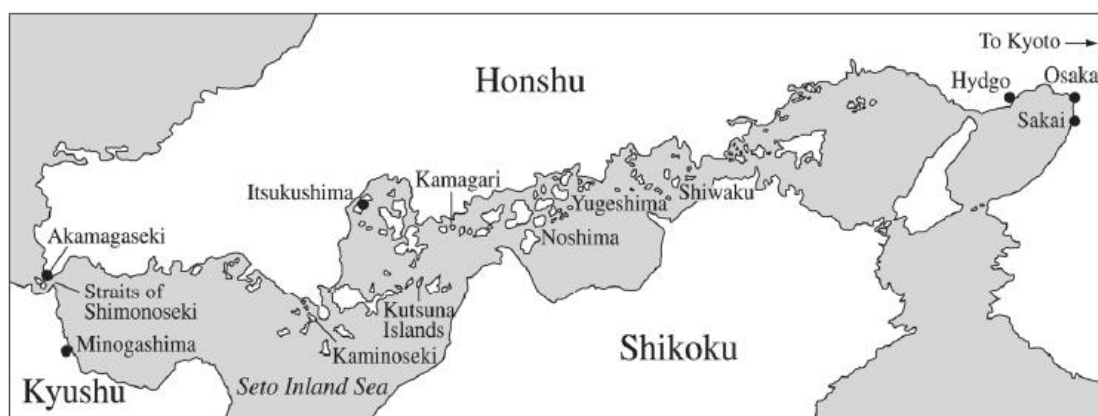 To Kyoto
Honshu
Hydgo
Osaka
Sakai
Itsukushima
Kamagari
Yugeshima
Shiwaku
Noshima
Akamagaseki
Straits of
Shimonoseki
Kutsuna
Islands
Minogashima
Kaminoseki
Shikoku
Kyushu
Seto Inland Sea